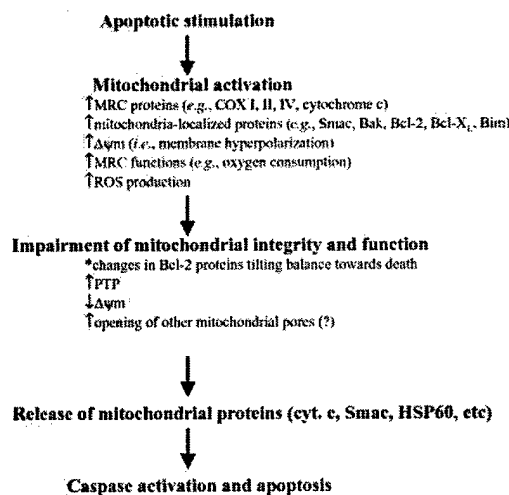 Apoptotic stimulation
Mitochondrial activation
↑MRC proteins (e.g., COX I, II, IV, cytochrome c)
↑mitochondria-localized proteins (e.g., Smac, Bak, Bcl-2, Bcl-X_L, Bim)
↑Δψm (i.e., membrane hyperpolarization)
↑MRC functions (e.g., oxygen consumption)
↑ROS production
Impairment of mitochondrial integrity and function
*changes in Bcl-2 proteins tilting balance towards death
↑PTP
↓Δψm
↑opening of other mitochondrial pores (?)
Release of mitochondrial proteins (cyt. c, Smac, HSP60, etc)
Caspase activation and apoptosis